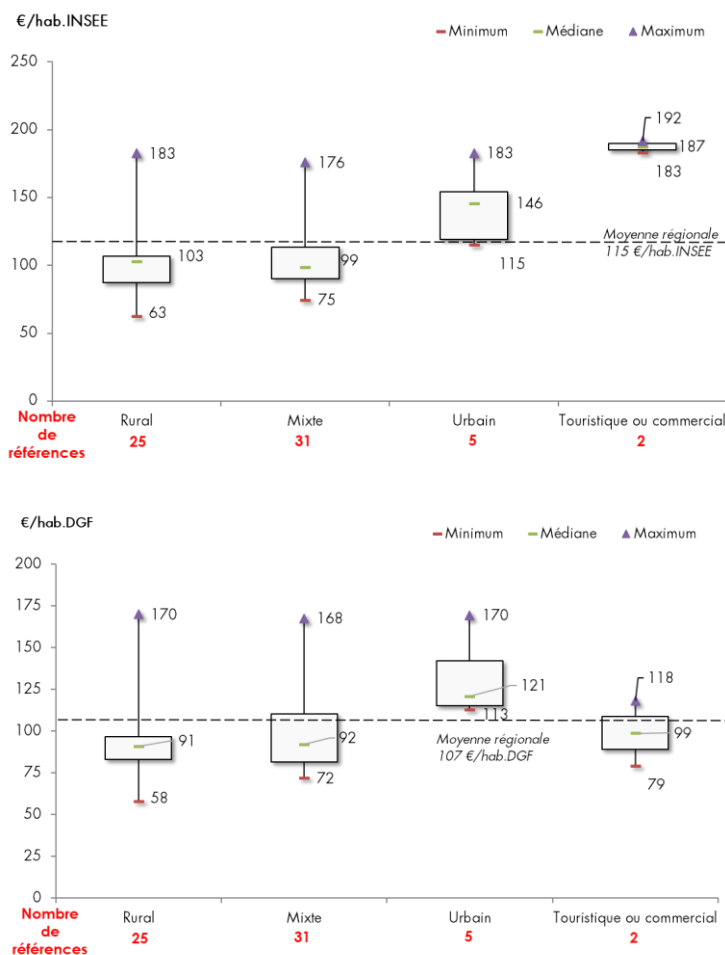 €/hab.INSEE
Minimum Médiane Maximum
250
200
150
100
50
0
183
103
63
176
99
75
183
146
115
192
187
183
Moyenne régionale
115 €/hab.INSEE
Nombre
de
références
Rural Mixte Urbain Touristique ou commercial
25 31 5 2
€/hab.DGF
Minimum Médiane Maximum
200
175
150
125
100
75
50
25
0
170
91
58
168
92
72
170
121
113
118
99
79
Moyenne régionale
107 €/hab.DGF
Nombre
de
références
Rural Mixte Urbain Touristique ou commercial
25 31 5 2